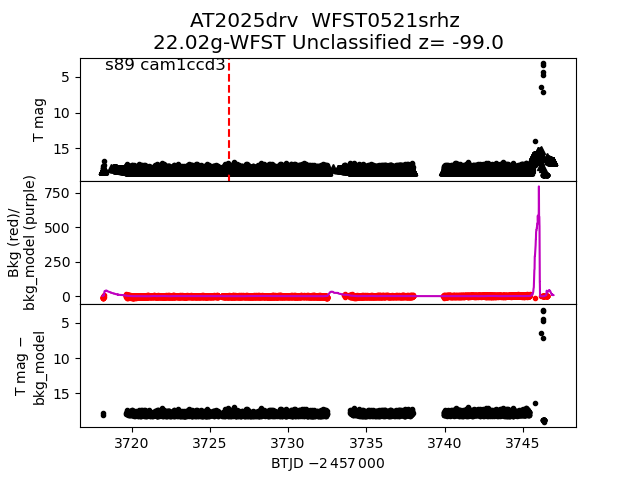 AT2025drv  WFST0521srhz
22.02g-WFST Unclassified z= -99.0
s89 cam1ccd3
T mag
5
10
15
Bkg (red)/
bkg_model (purple)
750
500
250
0
T mag −
bkg_model
5
10
15
3720 3725 3730 3735 3740 3745
BTJD −2 457 000